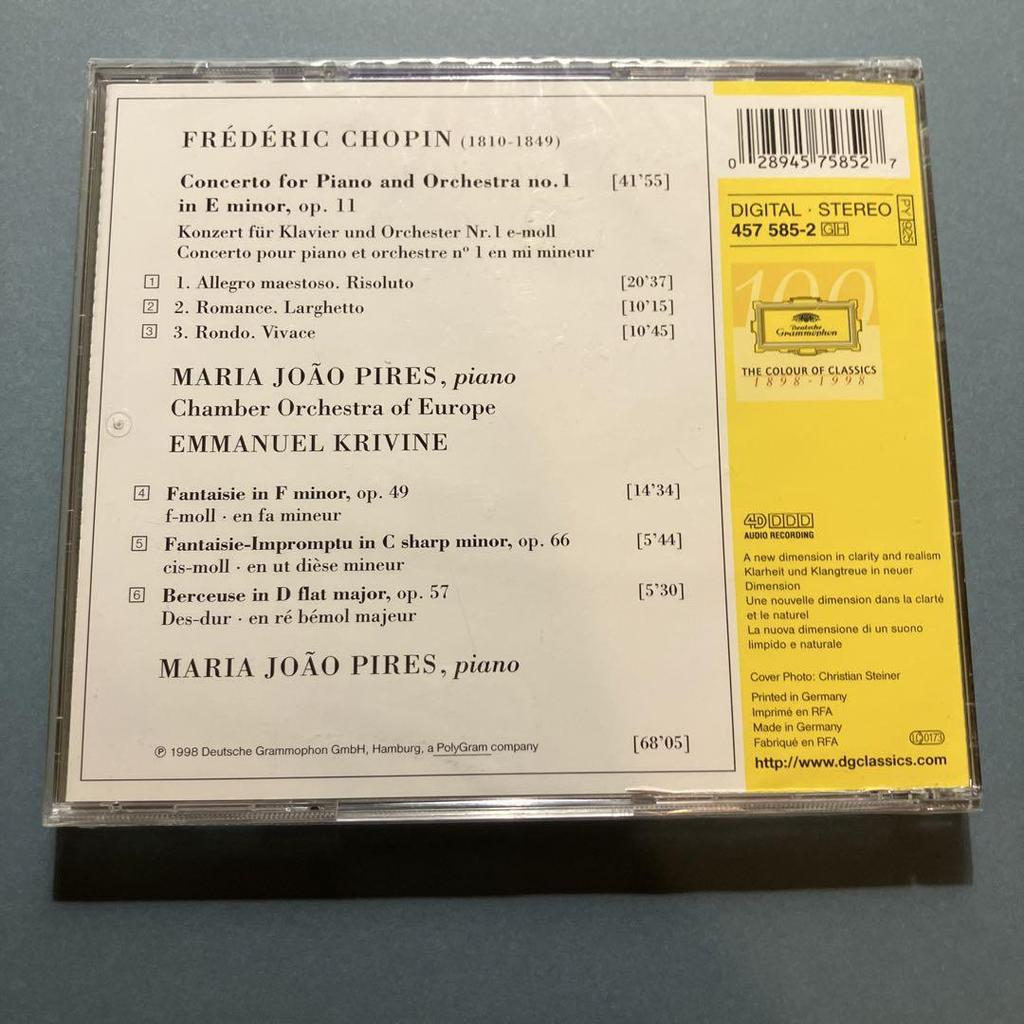 FRÉDÉRIC CHOPIN (1810-1849)
Concerto for Piano and Orchestra no. 1 [41'55]
in E minor, op. 11
Konzert für Klavier und Orchester Nr. 1 e-moll
Concerto pour piano et orchestre nº 1 en mi mineur
1 1. Allegro maestoso. Risoluto [20'37]
2 2. Romance. Larghetto [10'15]
3 3. Rondo. Vivace [10'45]
MARIA JOÃO PIRES, piano
Chamber Orchestra of Europe
EMMANUEL KRIVINE
4 Fantaisie in F minor, op. 49 [14'34]
f-moll · en fa mineur
5 Fantaisie-Impromptu in C sharp minor, op. 66 [5'44]
cis-moll · en ut dièse mineur
6 Berceuse in D flat major, op. 57 [5'30]
Des-dur · en ré bémol majeur
MARIA JOÃO PIRES, piano
℗ 1998 Deutsche Grammophon GmbH, Hamburg, a PolyGram company [68'05]
0 28945 75852 7
DIGITAL · STEREO
457 585-2 GH
PY 925
100
Deutsche
Grammophon
THE COLOUR OF CLASSICS
1898-1998
4D DDD
AUDIO RECORDING
A new dimension in clarity and realism
Klarheit und Klangtreue in neuer
Dimension
Une nouvelle dimension dans la clarté
et le naturel
La nuova dimensione di un suono
limpido e naturale
Cover Photo: Christian Steiner
Printed in Germany
Imprimé en RFA
Made in Germany
Fabriqué en RFA
LC 0173
http://www.dgclassics.com